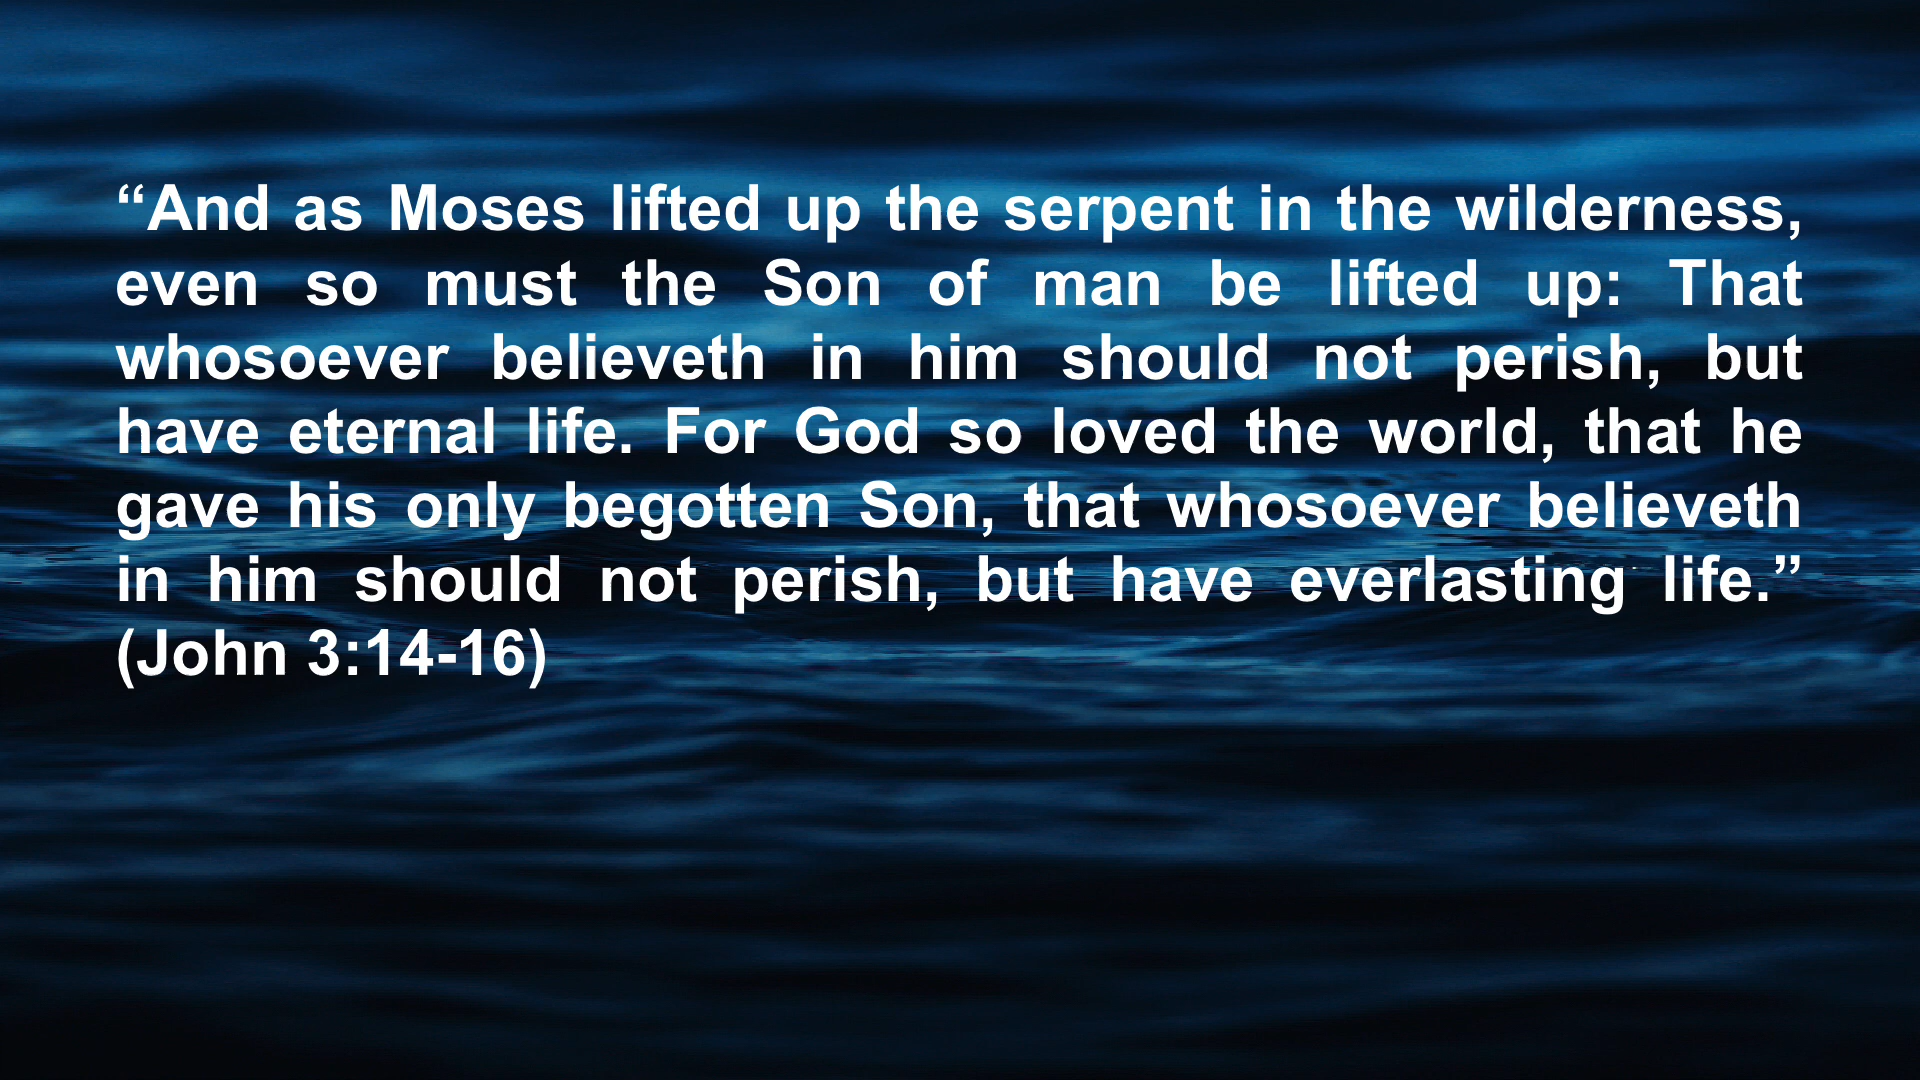 “And as Moses lifted up the serpent in the wilderness,
even so must the Son of man be lifted up: That
whosoever believeth in him should not perish, but
have eternal life. For God so loved the world, that he
gave his only begotten Son, that whosoever believeth
in him should not perish, but have everlasting life.”
(John 3:14-16)